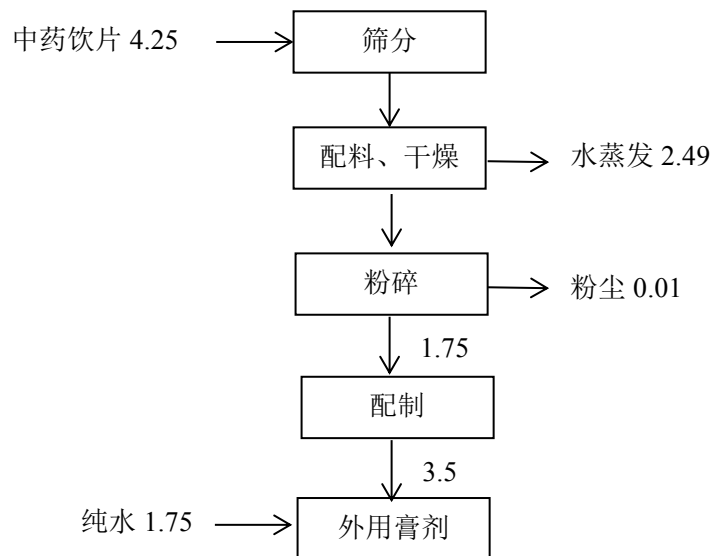 中药饮片 4.25
筛分
配料、干燥
水蒸发 2.49
粉碎
粉尘 0.01
1.75
配制
3.5
纯水 1.75
外用膏剂